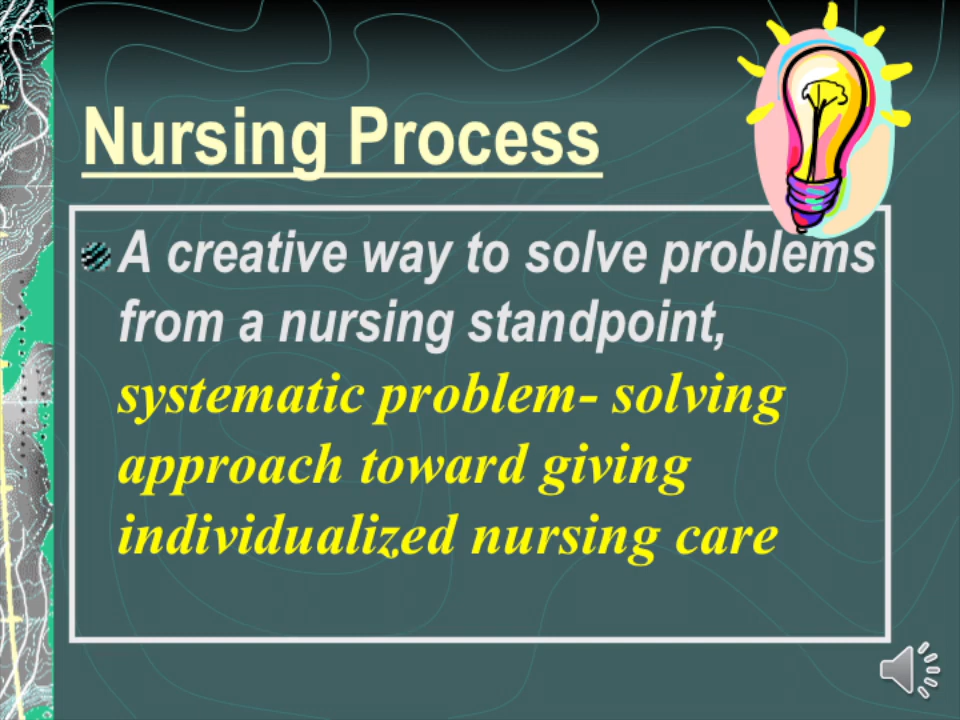 Nursing Process
A creative way to solve problems
from a nursing standpoint,
systematic problem- solving
approach toward giving
individualized nursing care